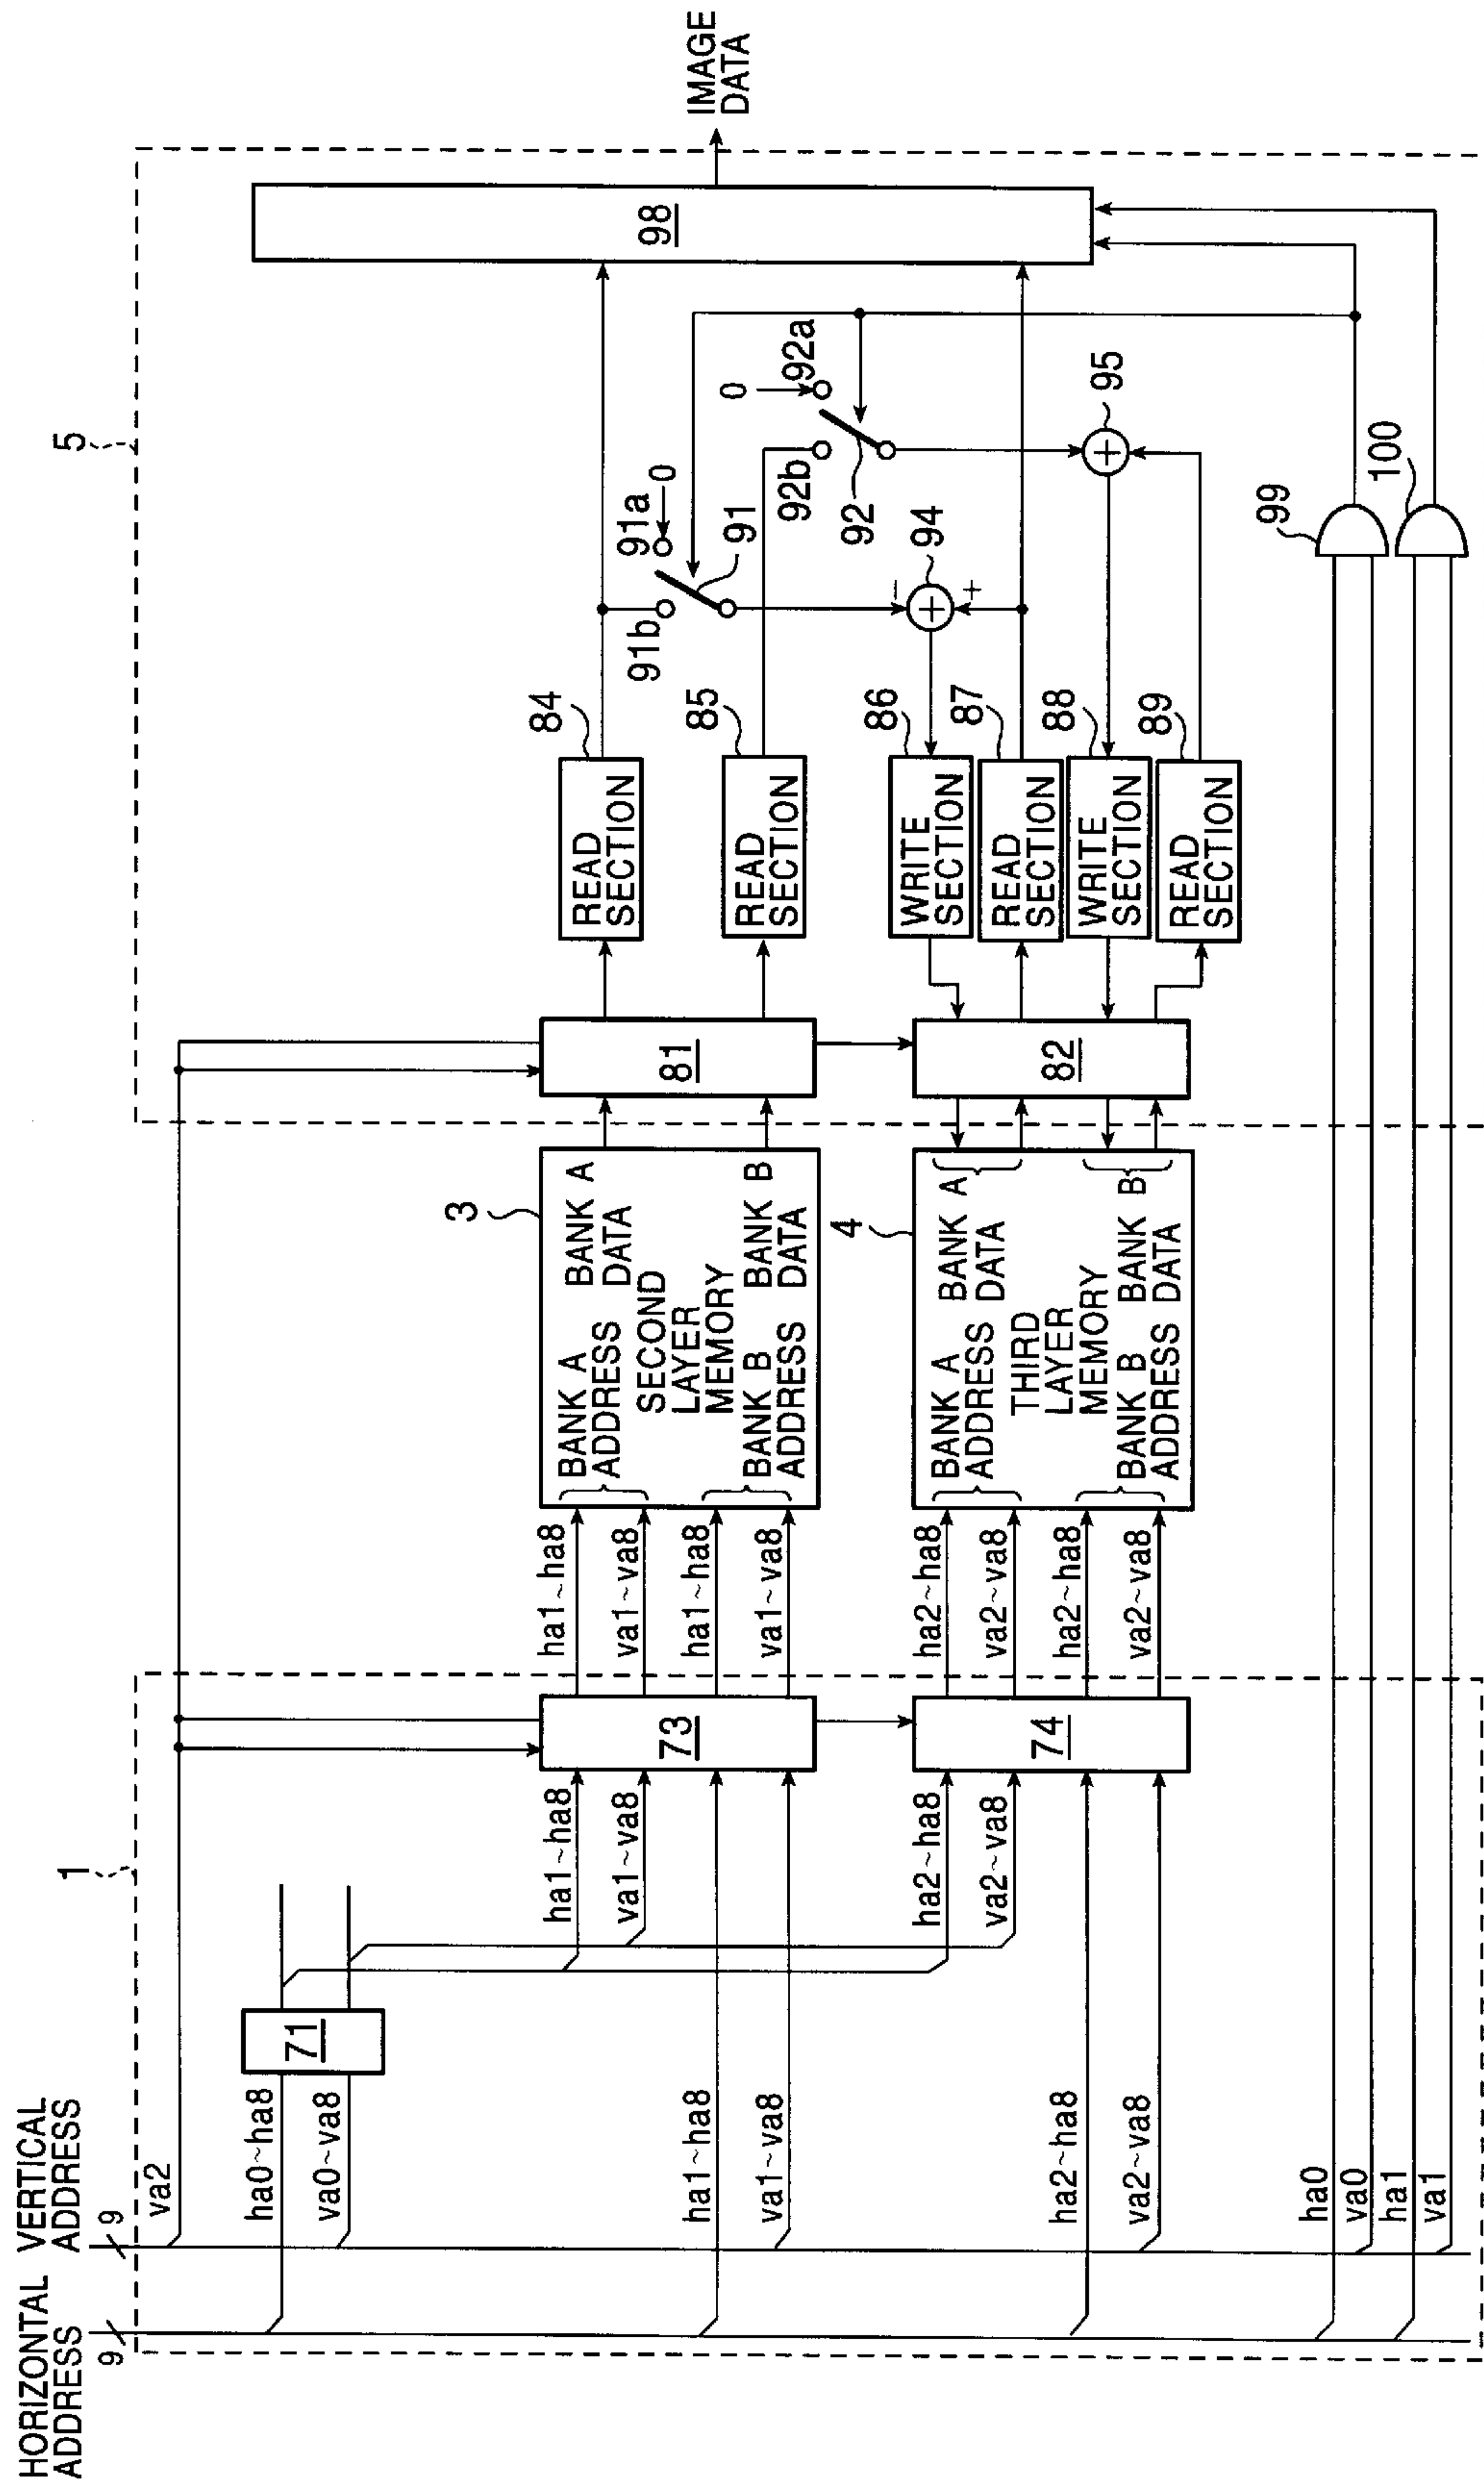 HORIZONTAL
ADDRESS
9
VERTICAL
ADDRESS
9
1
va2
ha0~ha8
va0~va8
71
ha1~ha8
va1~va8
ha1~ha8
va1~va8
73
ha1~ha8
va1~va8
ha1~ha8
va1~va8
ha2~ha8
va2~va8
ha2~ha8
va2~va8
74
ha2~ha8
va2~va8
ha2~ha8
va2~va8
ha0
va0
ha1
va1
3
BANK A
ADDRESS
BANK A
DATA
SECOND
LAYER
MEMORY
BANK B
ADDRESS
BANK B
DATA
4
BANK A
ADDRESS
BANK A
DATA
THIRD
LAYER
MEMORY
BANK B
ADDRESS
BANK B
DATA
5
81
82
READ
SECTION
84
READ
SECTION
85
WRITE
SECTION
86
READ
SECTION
87
WRITE
SECTION
88
READ
SECTION
89
91b
91a
0
91
92b
92a
0
92
94
−
+
+
95
+
99
100
98
IMAGE
DATA